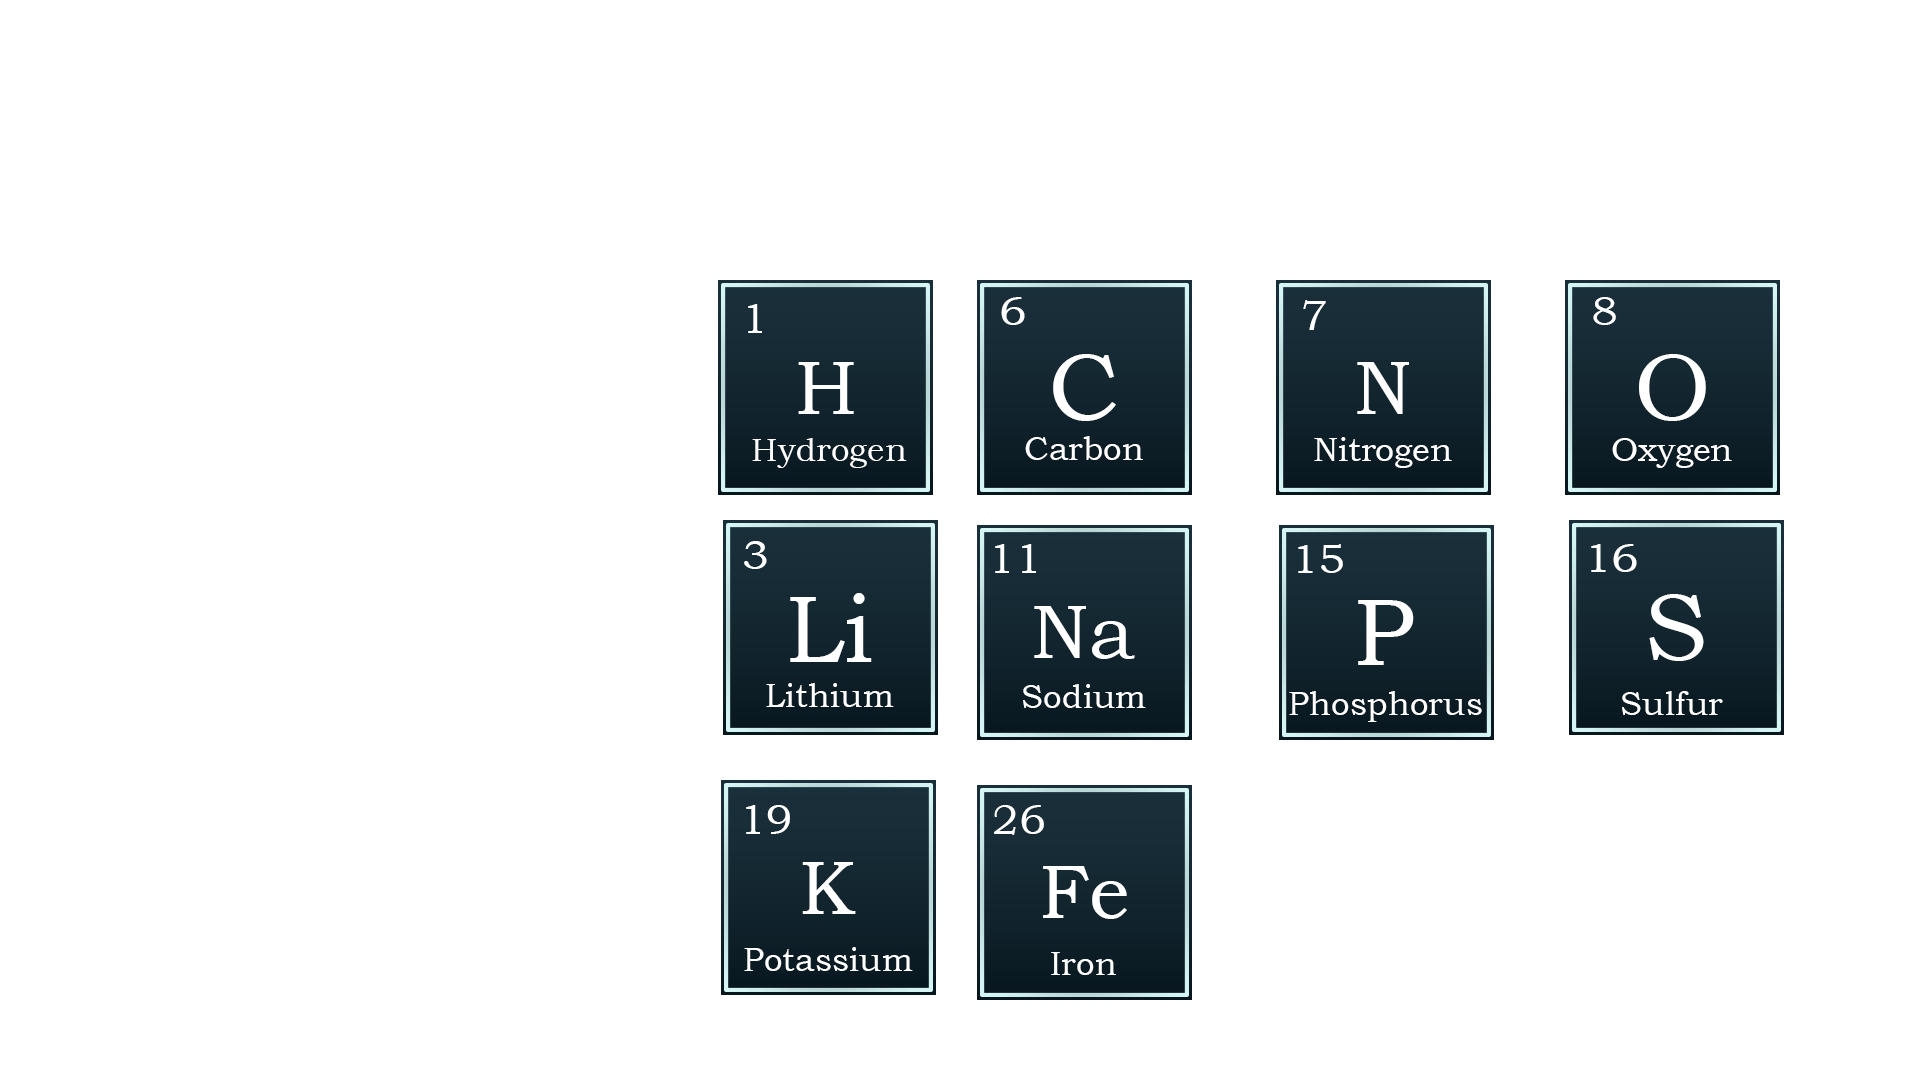 1
H
Hydrogen
6
C
Carbon
7
N
Nitrogen
8
O
Oxygen
3
Li
Lithium
11
Na
Sodium
15
P
Phosphorus
16
S
Sulfur
19
K
Potassium
26
Fe
Iron